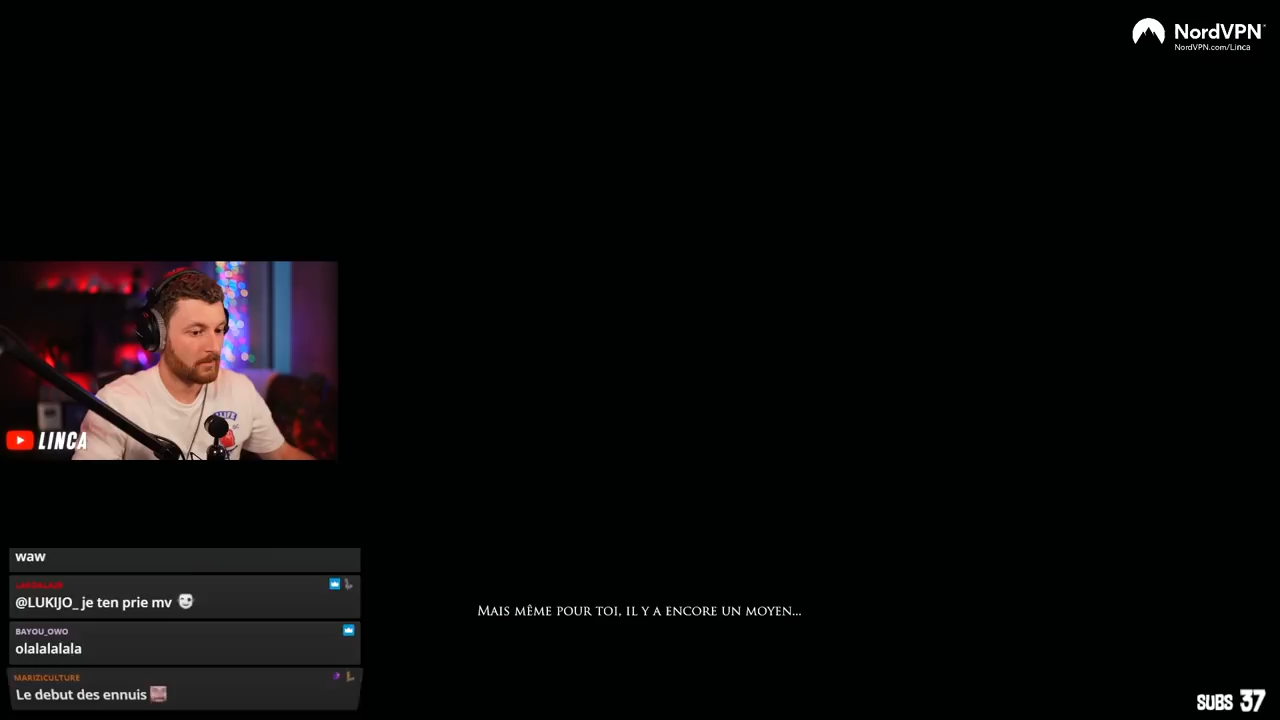 NordVPN
NordVPN.com/Linca
LINCA
waw
@LUKIJO_ je ten prie mv
BAYOU_OWO
olalalalala
MARIZICULTURE
Le debut des ennuis
Mais même pour toi, il y a encore un moyen...
SUBS 37